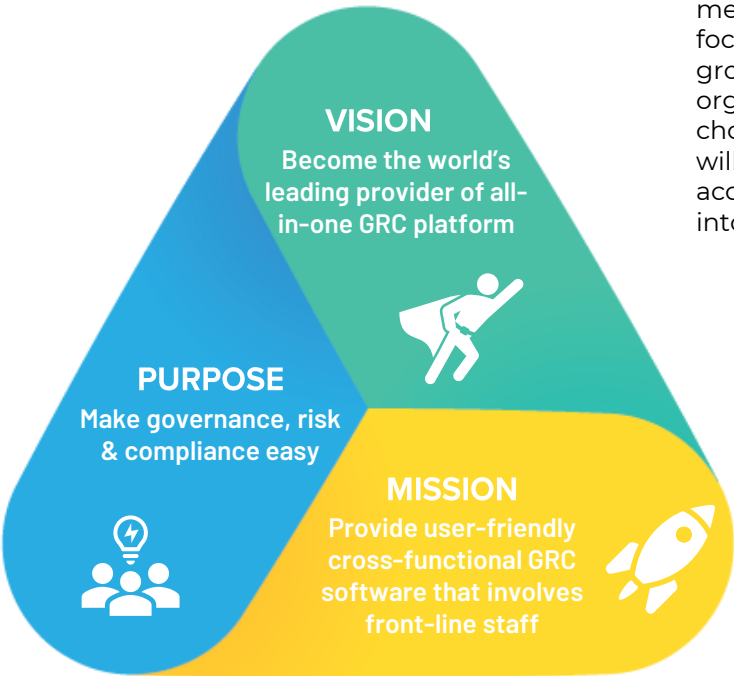 VISION
Become the world's
leading provider of all-
in-one GRC platform
PURPOSE
Make governance, risk
& compliance easy
MISSION
Provide user-friendly
cross-functional GRC
software that involves
front-line staff